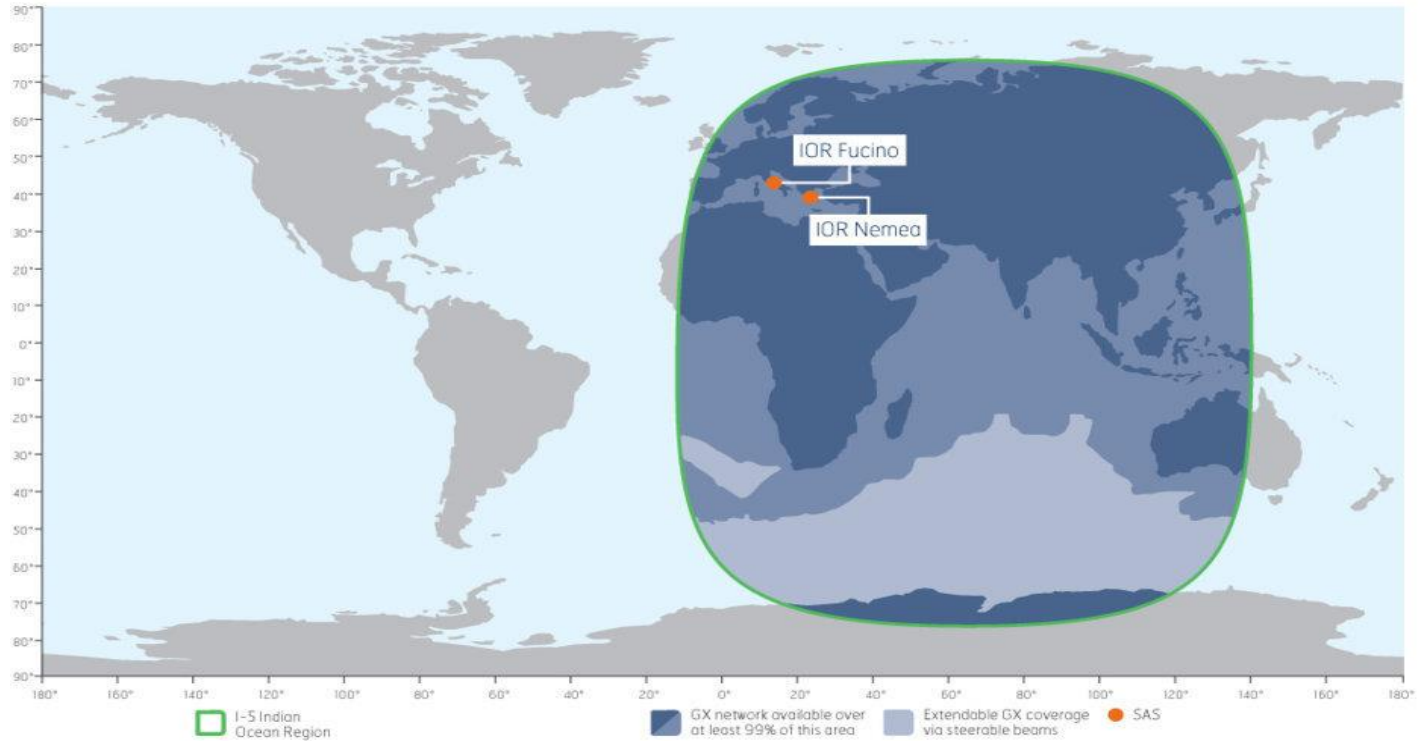 90°
80°
70°
60°
50°
40°
30°
20°
10°
0°
10°
20°
30°
40°
50°
60°
70°
80°
90°
IOR Fucino
IOR Nemea
180° 160° 140° 120° 100° 80° 60° 40° 20° 0° 20° 40° 60° 80° 100° 120° 140° 160° 180°
I-5 Indian
Ocean Region
GX network available over
at least 99% of this area
Extendable GX coverage
via steerable beams
SAS